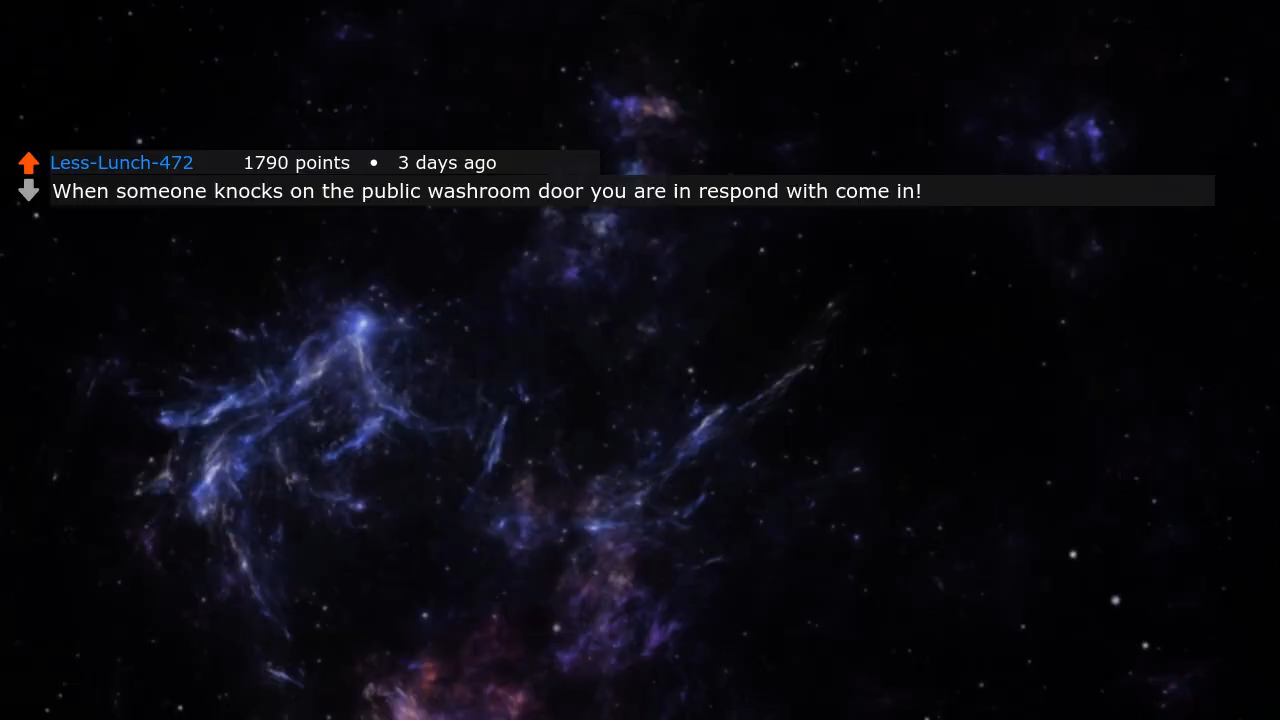 Less-Lunch-472 1790 points • 3 days ago
When someone knocks on the public washroom door you are in respond with come in!